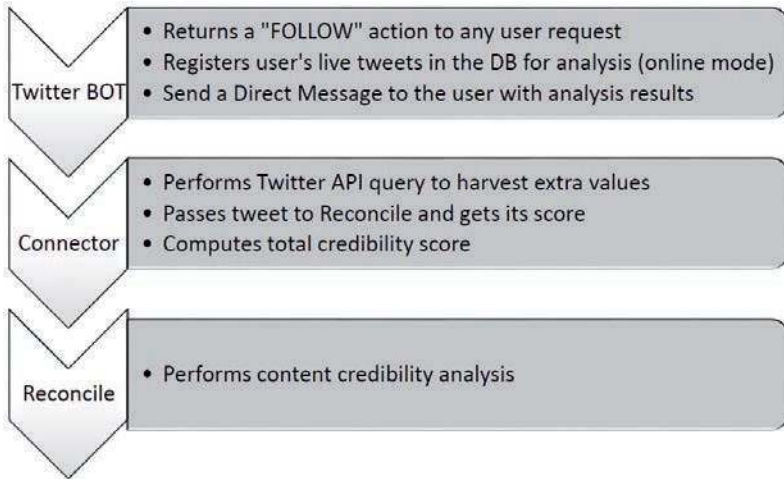 Twitter BOT
• Returns a "FOLLOW" action to any user request
• Registers user's live tweets in the DB for analysis (online mode)
• Send a Direct Message to the user with analysis results
Connector
• Performs Twitter API query to harvest extra values
• Passes tweet to Reconcile and gets its score
• Computes total credibility score
Reconcile
• Performs content credibility analysis